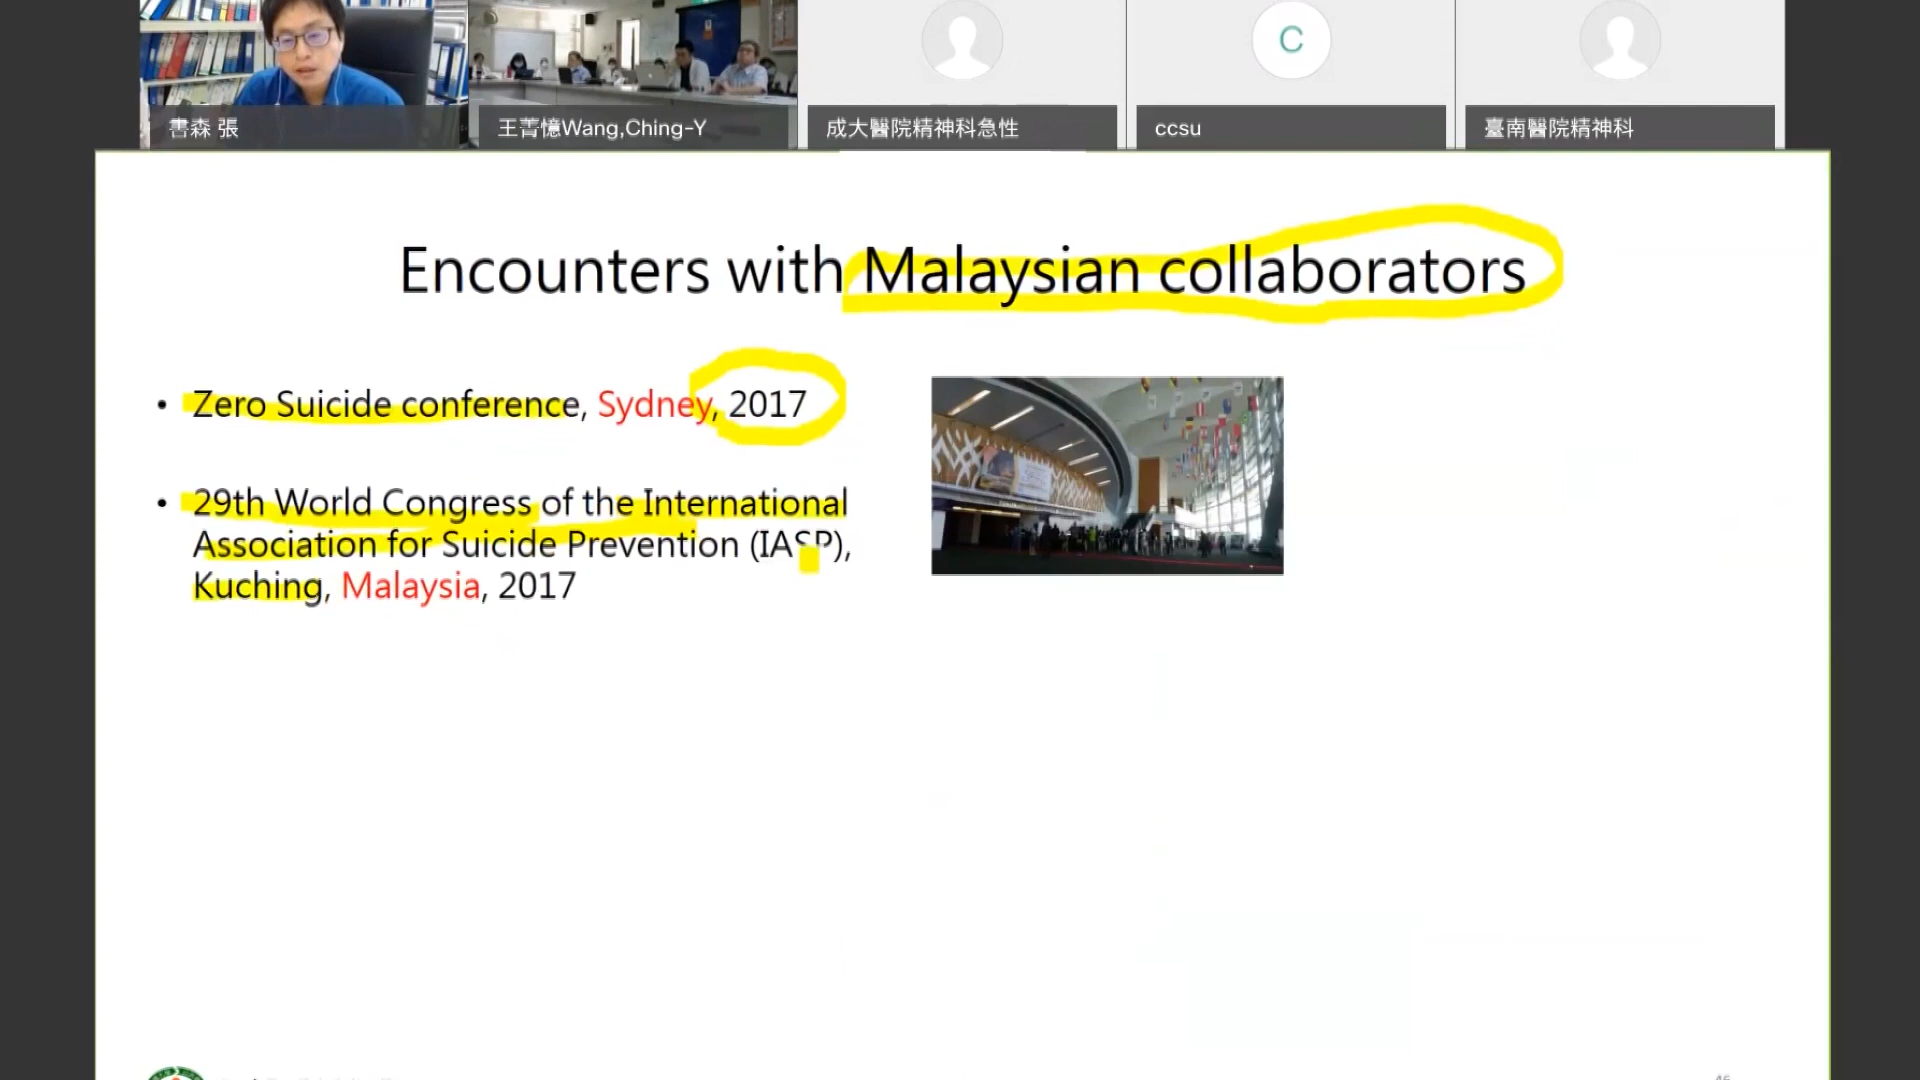 書森 張
王菁憶Wang,Ching-Y
成大醫院精神科急性
C
ccsu
臺南醫院精神科
Encounters with Malaysian collaborators
• Zero Suicide conference, Sydney, 2017
• 29th World Congress of the International
Association for Suicide Prevention (IASP),
Kuching, Malaysia, 2017